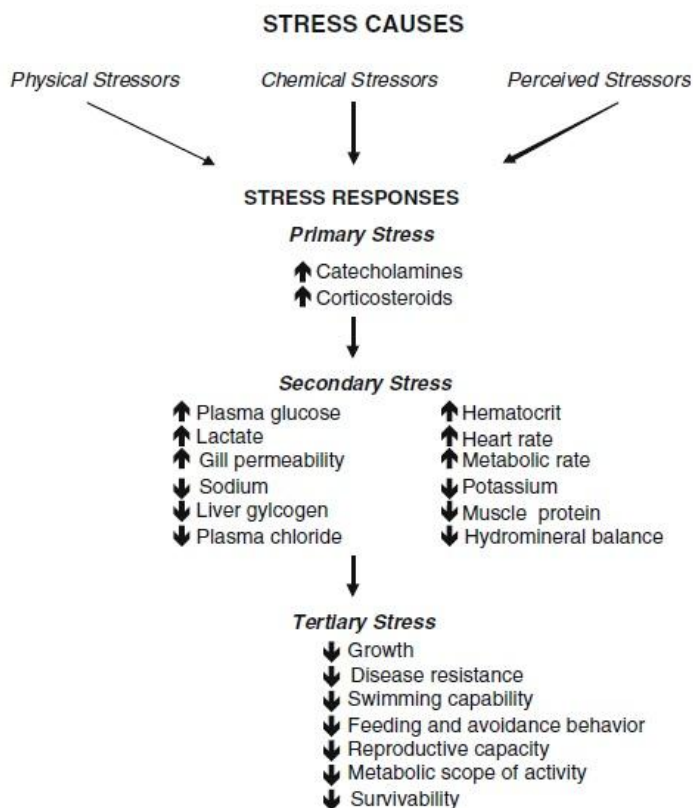 STRESS CAUSES
Physical Stressors Chemical Stressors Perceived Stressors
STRESS RESPONSES
Primary Stress
Catecholamines
Corticosteroids
Secondary Stress
Plasma glucose
Lactate
Gill permeability
Sodium
Liver gylcogen
Plasma chloride
Hematocrit
Heart rate
Metabolic rate
Potassium
Muscle protein
Hydromineral balance
Tertiary Stress
Growth
Disease resistance
Swimming capability
Feeding and avoidance behavior
Reproductive capacity
Metabolic scope of activity
Survivability